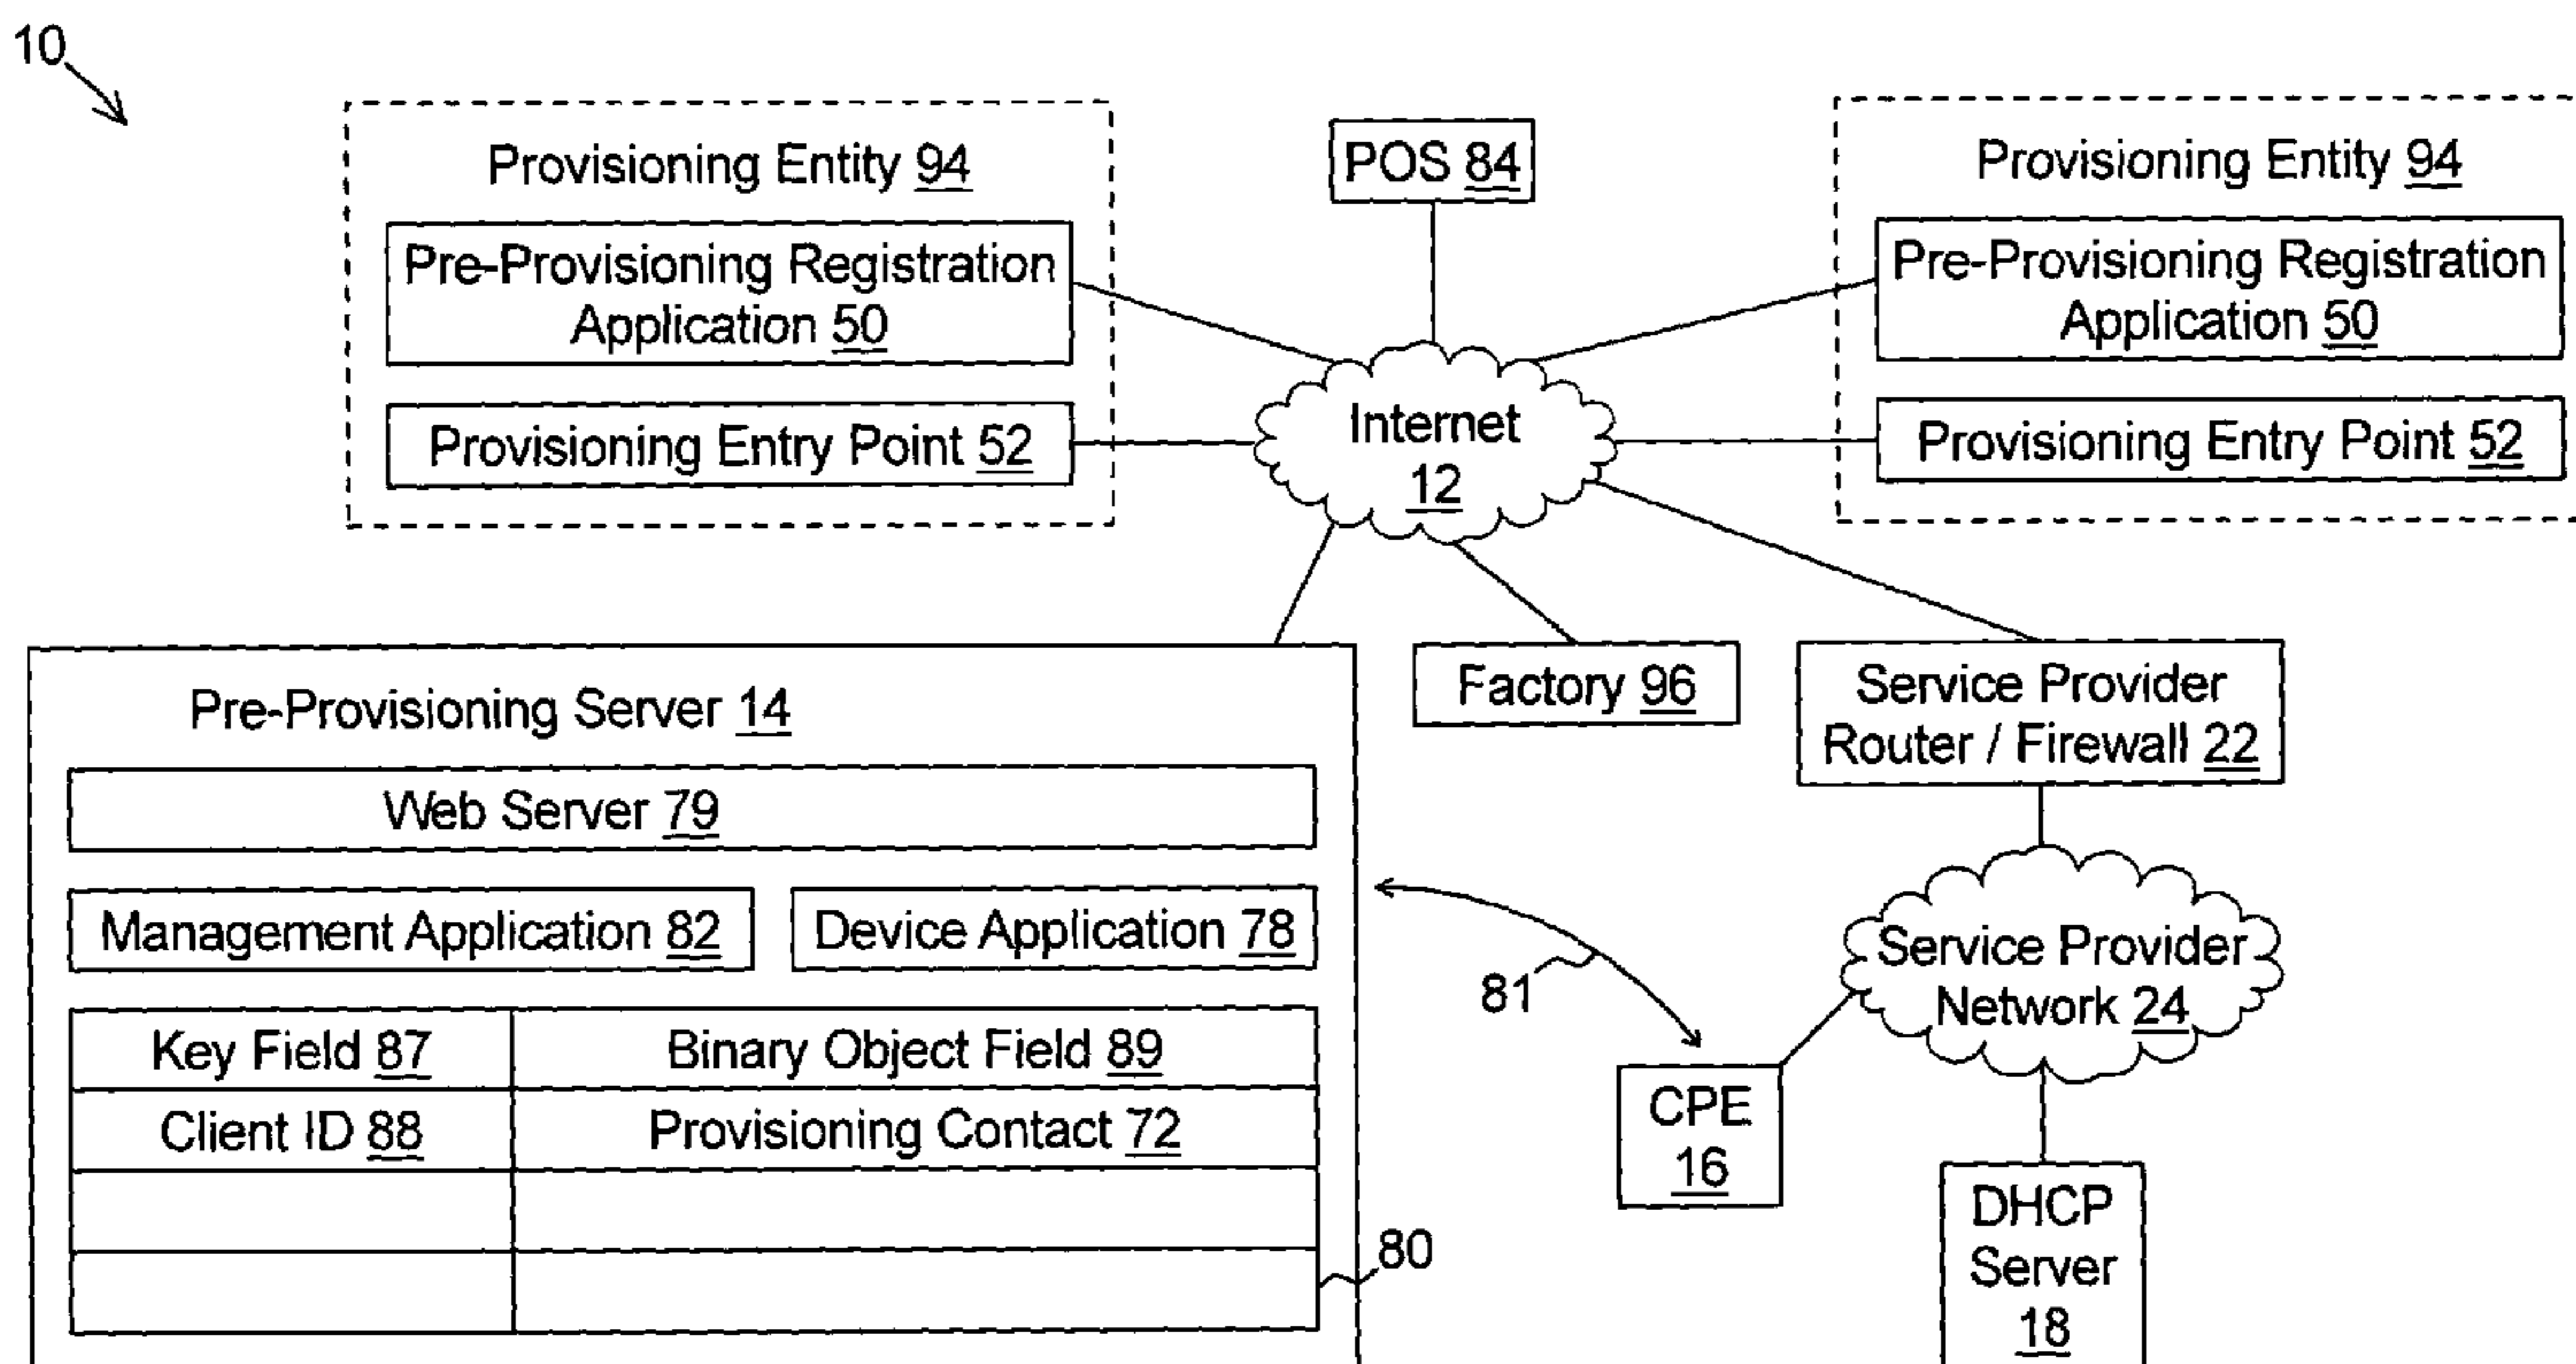 10
Provisioning Entity 94
Pre-Provisioning Registration
Application 50
Provisioning Entry Point 52
POS 84
Provisioning Entity 94
Pre-Provisioning Registration
Application 50
Provisioning Entry Point 52
Internet
12
Pre-Provisioning Server 14
Web Server 79
Management Application 82
Device Application 78
Key Field 87
Binary Object Field 89
Client ID 88
Provisioning Contact 72
80
Factory 96
Service Provider
Router / Firewall 22
81
Service Provider
Network 24
CPE
16
DHCP
Server
18